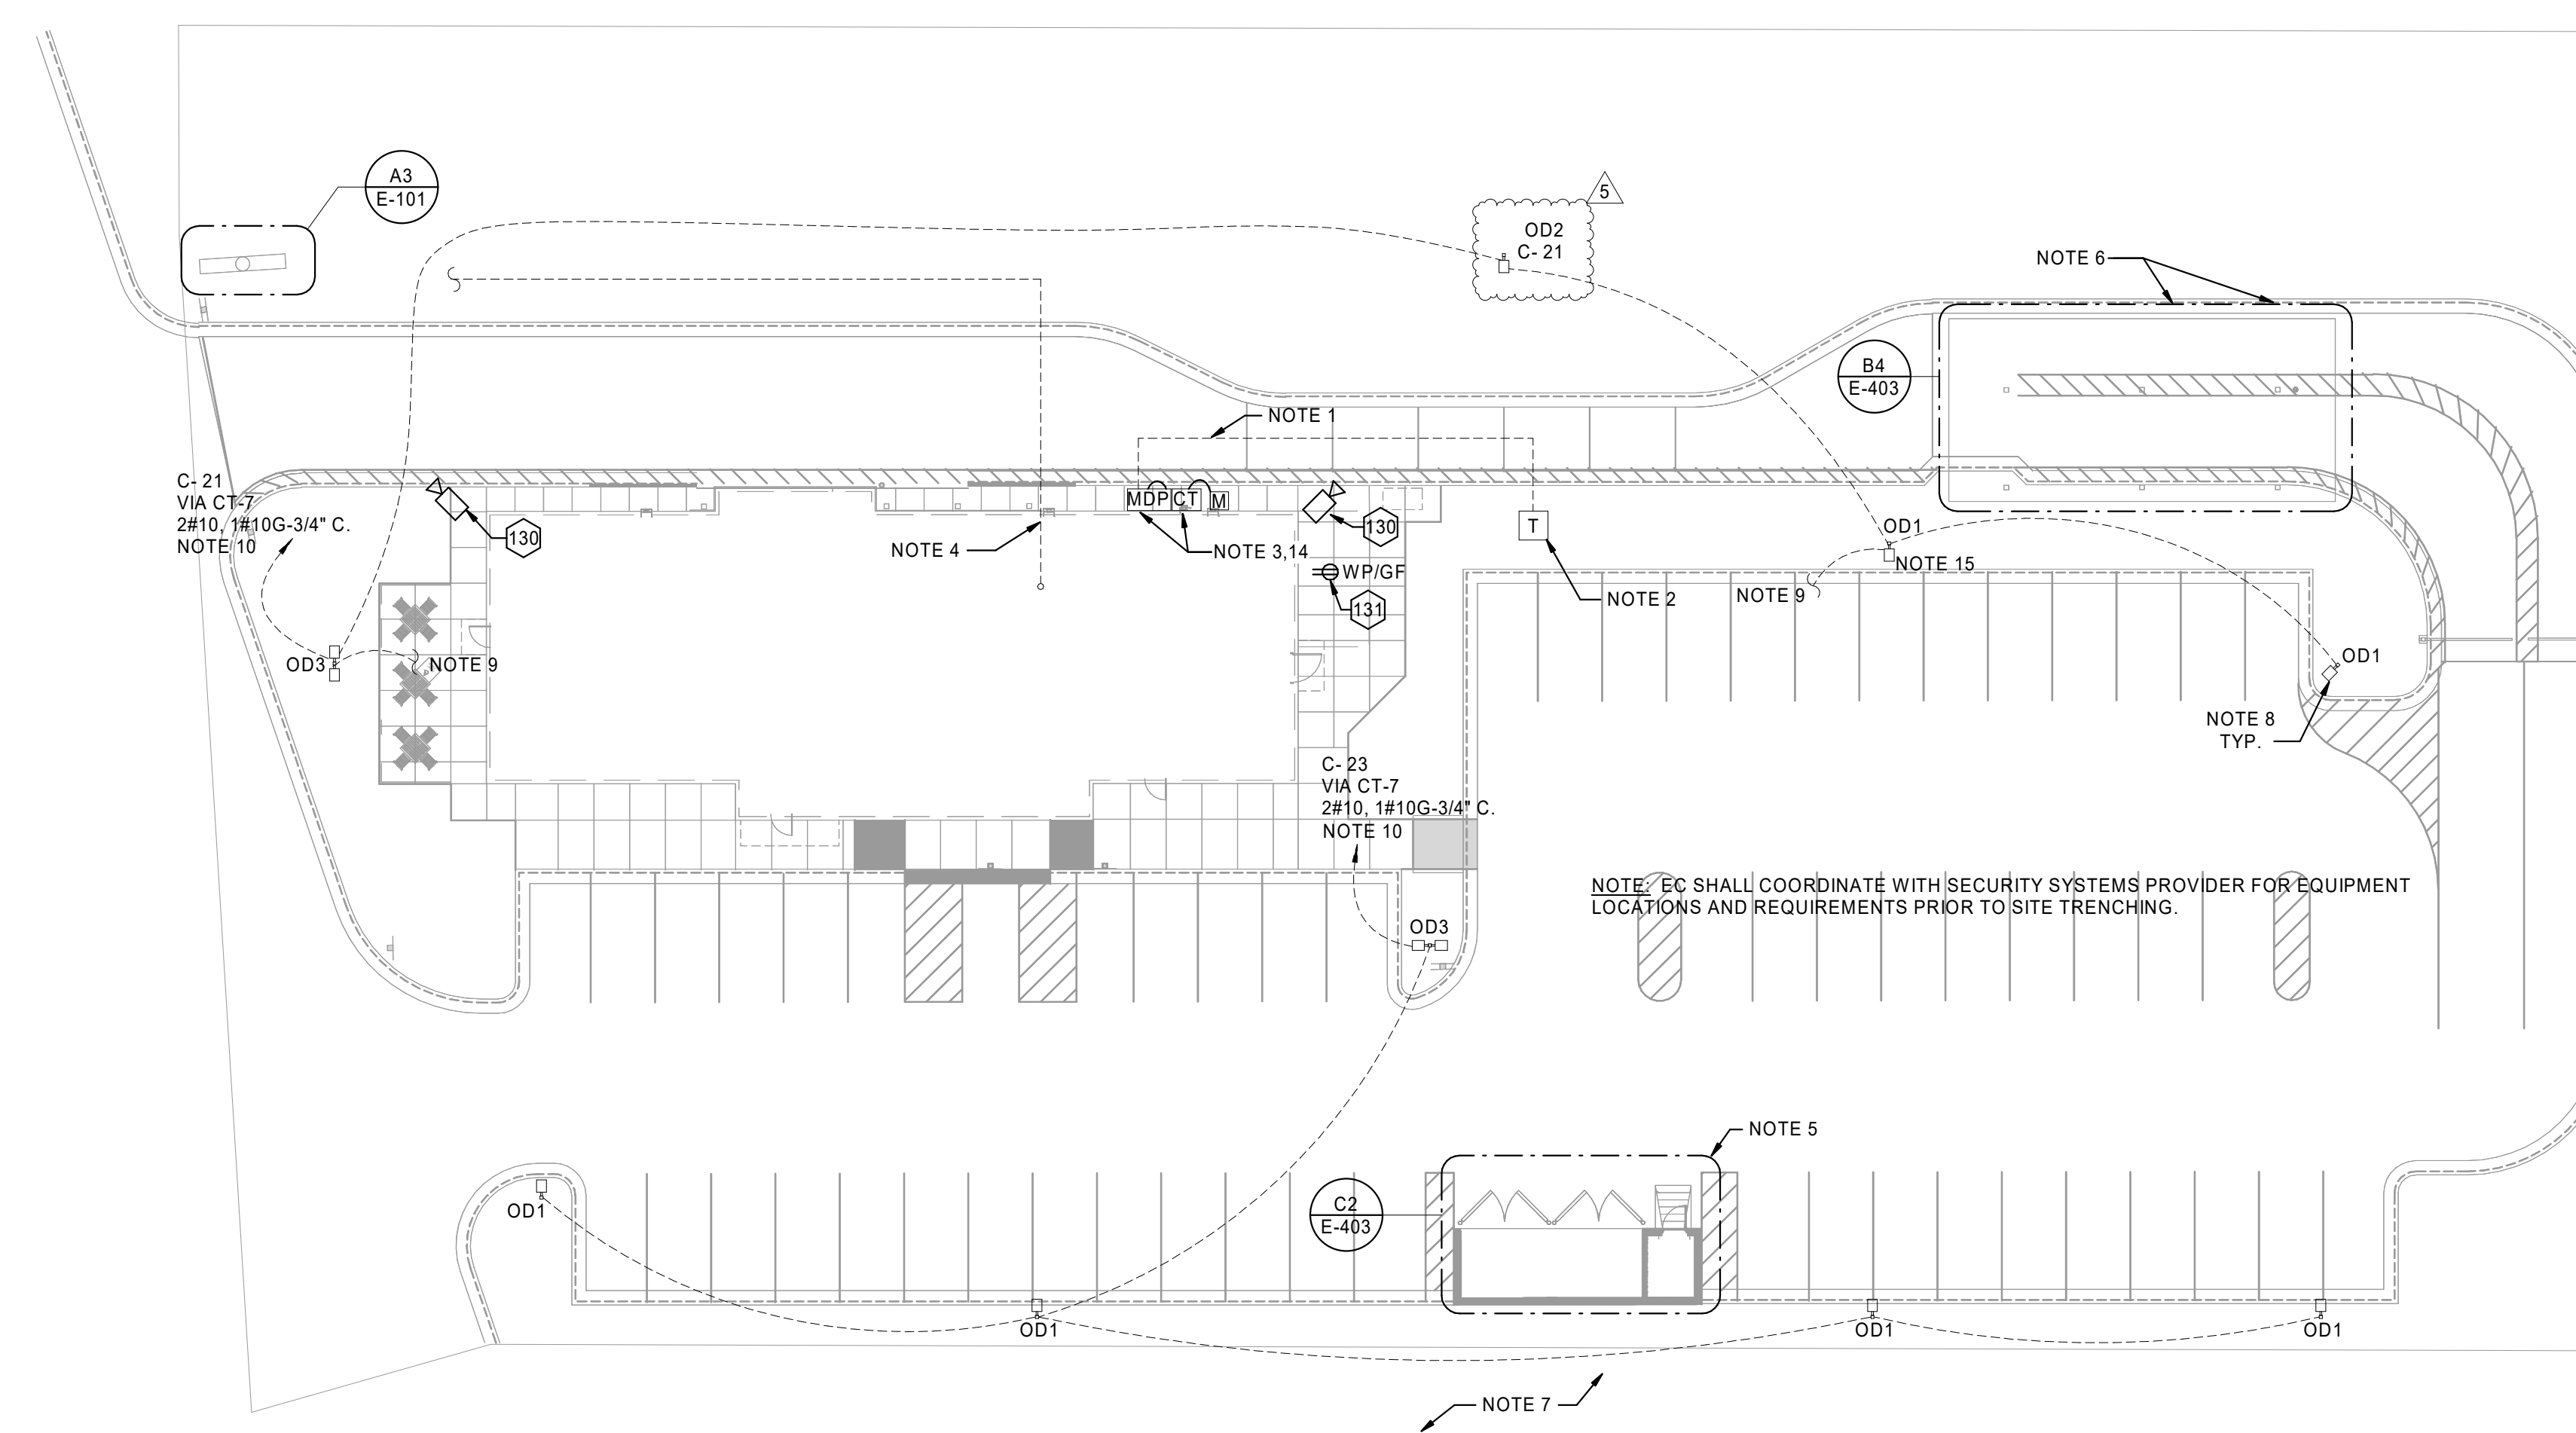 5
A3
E-101
OD2
C- 21
NOTE 6
B4
E-403
NOTE 1
C- 21
VIA CT-7
2#10, 1#10G-3/4" C.
NOTE 10
130
MDP
CT
M
NOTE 4
NOTE 3,14
130
T
WP/GF
131
NOTE 2
OD1
NOTE 15
NOTE 9
OD3
NOTE 9
OD1
NOTE 8
TYP.
C- 23
VIA CT-7
2#10, 1#10G-3/4" C.
NOTE 10
NOTE: EC SHALL COORDINATE WITH SECURITY SYSTEMS PROVIDER FOR EQUIPMENT
LOCATIONS AND REQUIREMENTS PRIOR TO SITE TRENCHING.
OD3
NOTE 5
C2
E-403
OD1
OD1
OD1
OD1
NOTE 7